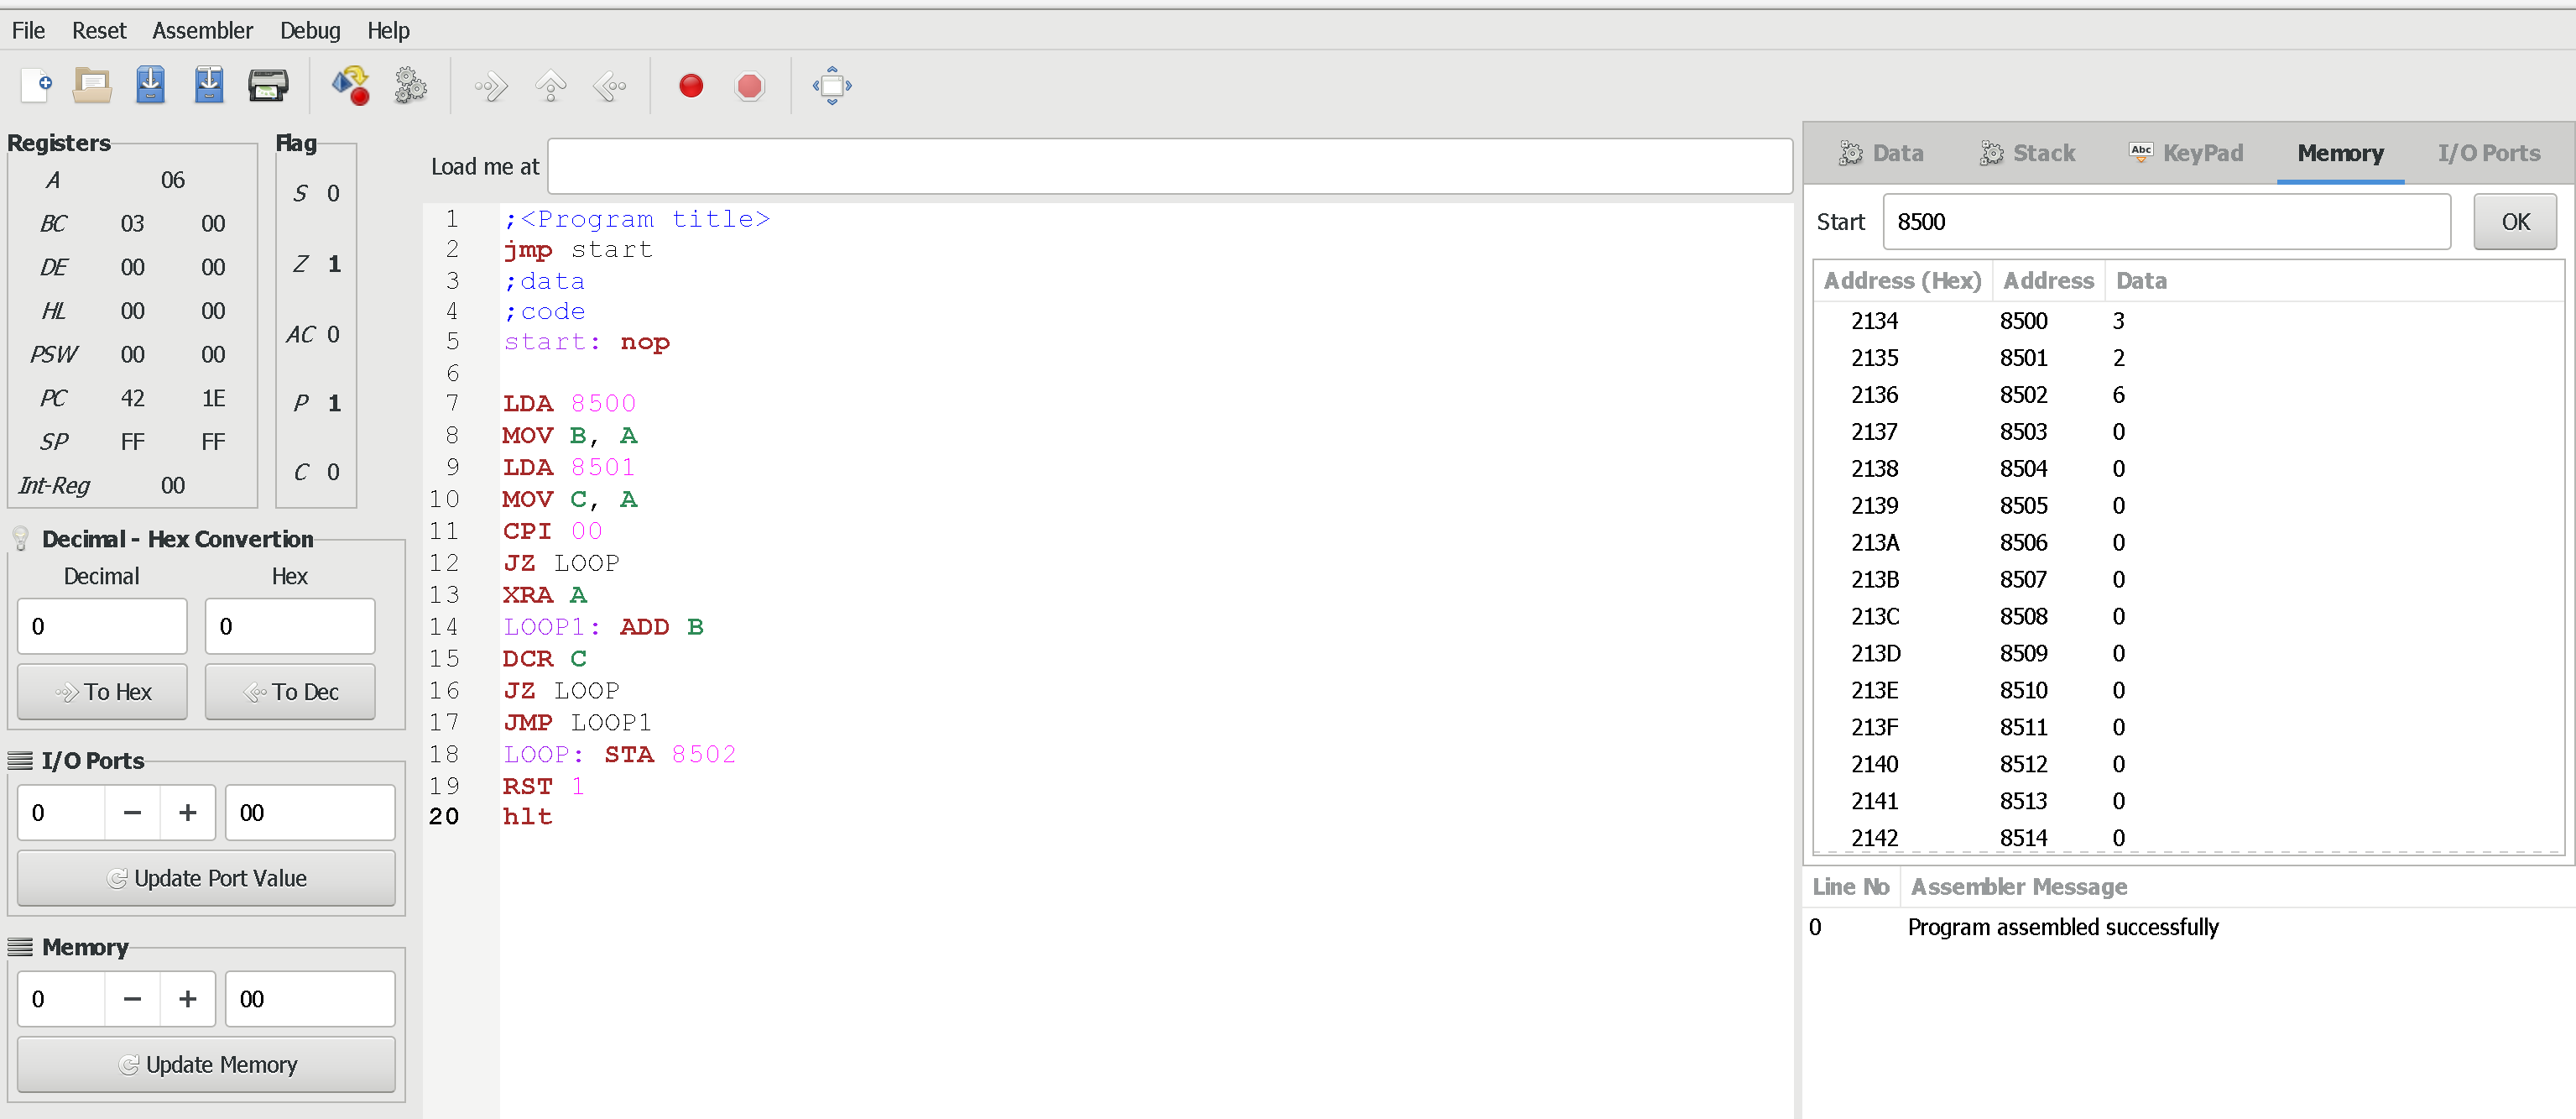 File Reset Assembler Debug Help
Registers
A 06
BC 03 00
DE 00 00
HL 00 00
PSW 00 00
PC 42 1E
SP FF FF
Int-Reg 00
Flag
S 0
Z 1
AC 0
P 1
C 0
Decimal - Hex Convertion
Decimal Hex
0 0
To Hex To Dec
I/O Ports
0 − + 00
Update Port Value
Memory
0 − + 00
Update Memory
Load me at
1 ;<Program title>
2 jmp start
3 ;data
4 ;code
5 start: nop
6
7 LDA 8500
8 MOV B, A
9 LDA 8501
10 MOV C, A
11 CPI 00
12 JZ LOOP
13 XRA A
14 LOOP1: ADD B
15 DCR C
16 JZ LOOP
17 JMP LOOP1
18 LOOP: STA 8502
19 RST 1
20 hlt
Data Stack Abc KeyPad Memory I/O Ports
Start 8500 OK
Address (Hex) Address Data
2134 8500 3
2135 8501 2
2136 8502 6
2137 8503 0
2138 8504 0
2139 8505 0
213A 8506 0
213B 8507 0
213C 8508 0
213D 8509 0
213E 8510 0
213F 8511 0
2140 8512 0
2141 8513 0
2142 8514 0
Line No Assembler Message
0 Program assembled successfully